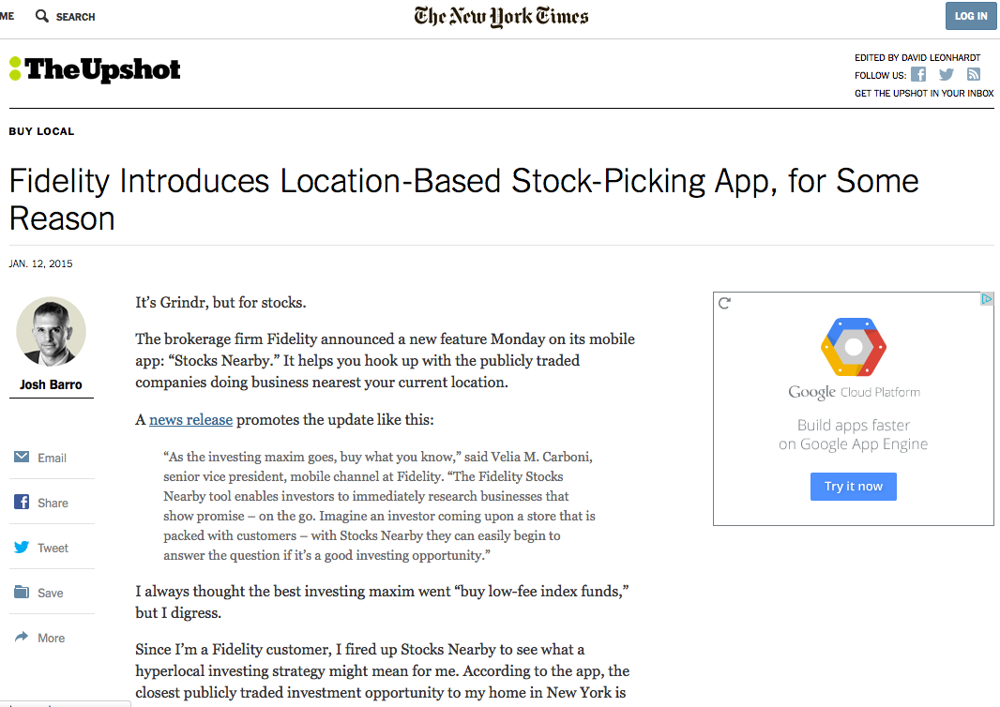 ME SEARCH The New York Times LOG IN
TheUpshot
EDITED BY DAVID LEONHARDT
FOLLOW US:
GET THE UPSHOT IN YOUR INBOX
BUY LOCAL
Fidelity Introduces Location-Based Stock-Picking App, for Some
Reason
JAN. 12, 2015
Josh Barro
Email
Share
Tweet
Save
More
It’s Grindr, but for stocks.
The brokerage firm Fidelity announced a new feature Monday on its mobile
app: “Stocks Nearby.” It helps you hook up with the publicly traded
companies doing business nearest your current location.
A news release promotes the update like this:
“As the investing maxim goes, buy what you know,” said Velia M. Carboni,
senior vice president, mobile channel at Fidelity. “The Fidelity Stocks
Nearby tool enables investors to immediately research businesses that
show promise – on the go. Imagine an investor coming upon a store that is
packed with customers – with Stocks Nearby they can easily begin to
answer the question if it’s a good investing opportunity.”
I always thought the best investing maxim went “buy low-fee index funds,”
but I digress.
Since I’m a Fidelity customer, I fired up Stocks Nearby to see what a
hyperlocal investing strategy might mean for me. According to the app, the
closest publicly traded investment opportunity to my home in New York is
Google Cloud Platform
Build apps faster
on Google App Engine
Try it now